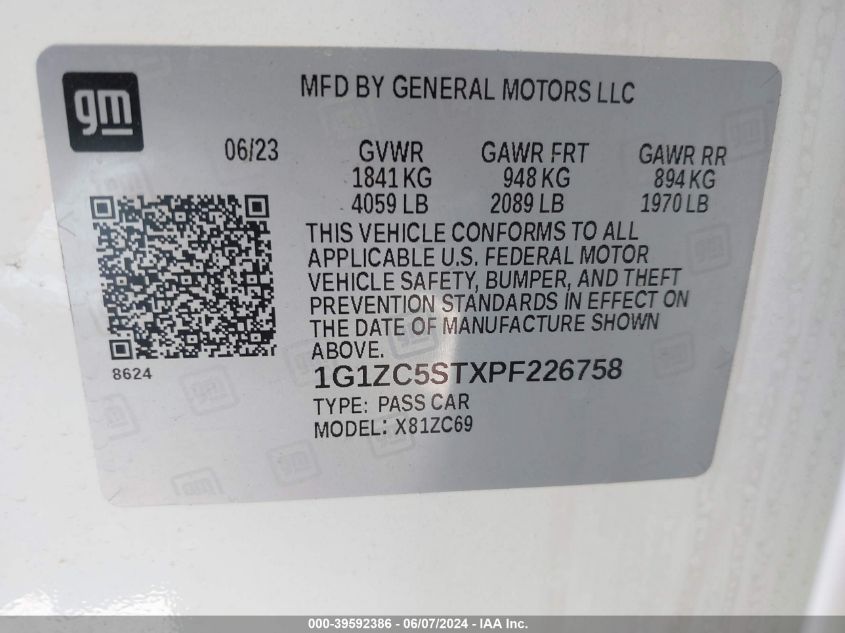 gm
MFD BY GENERAL MOTORS LLC
06/23 GVWR GAWR FRT GAWR RR
1841 KG 948 KG 894 KG
4059 LB 2089 LB 1970 LB
THIS VEHICLE CONFORMS TO ALL
APPLICABLE U.S. FEDERAL MOTOR
VEHICLE SAFETY, BUMPER, AND THEFT
PREVENTION STANDARDS IN EFFECT ON
THE DATE OF MANUFACTURE SHOWN
ABOVE.
8624
1G1ZC5STXPF226758
TYPE: PASS CAR
MODEL: X81ZC69
000-39592386 - 06/07/2024 - IAA Inc.